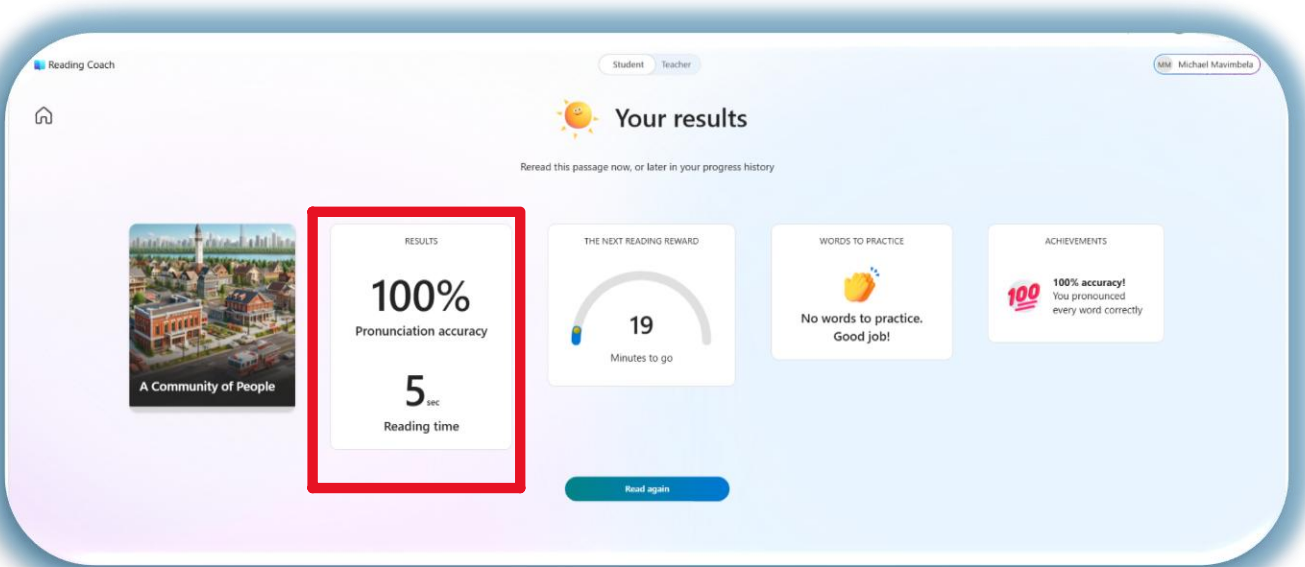 Reading Coach
Student
Teacher
MM
Michael Mavimbela
Your results
Reread this passage now, or later in your progress history
A Community of People
RESULTS
100%
Pronunciation accuracy
5 sec
Reading time
THE NEXT READING REWARD
19
Minutes to go
WORDS TO PRACTICE
No words to practice.
Good job!
ACHIEVEMENTS
100
100% accuracy!
You pronounced
every word correctly
Read again